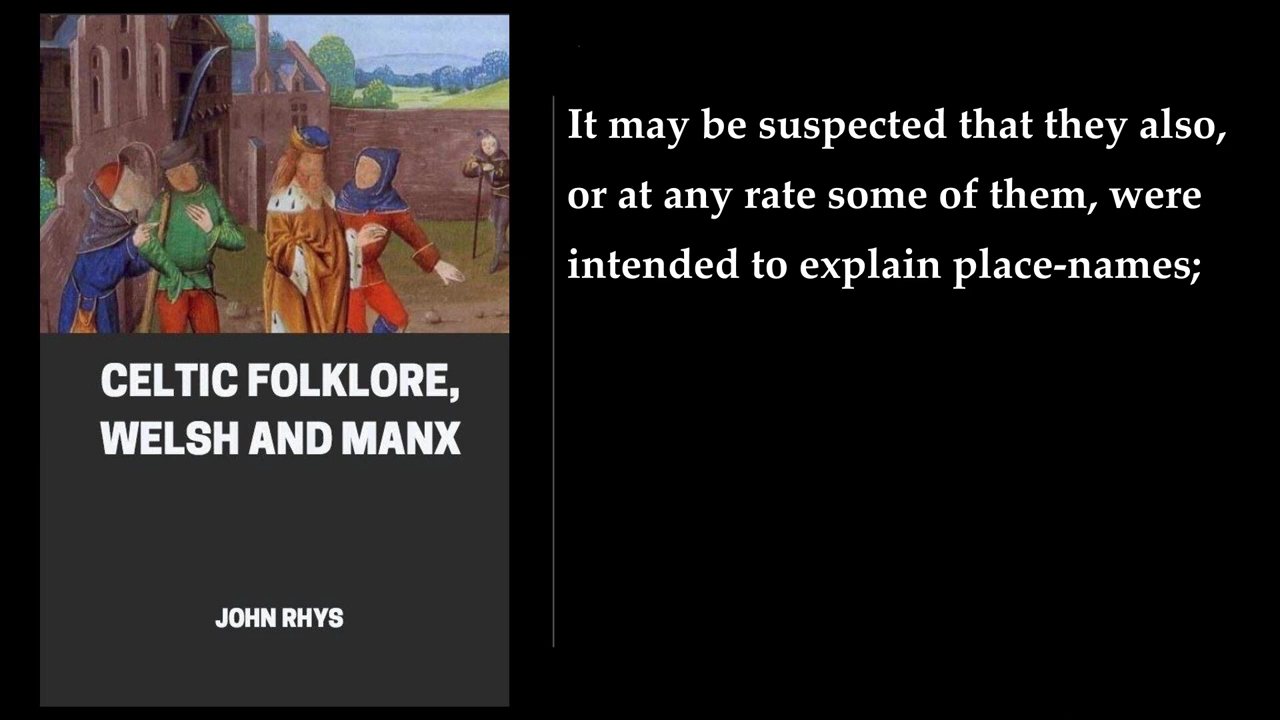 CELTIC FOLKLORE,
WELSH AND MANX
JOHN RHYS
It may be suspected that they also,
or at any rate some of them, were
intended to explain place-names;